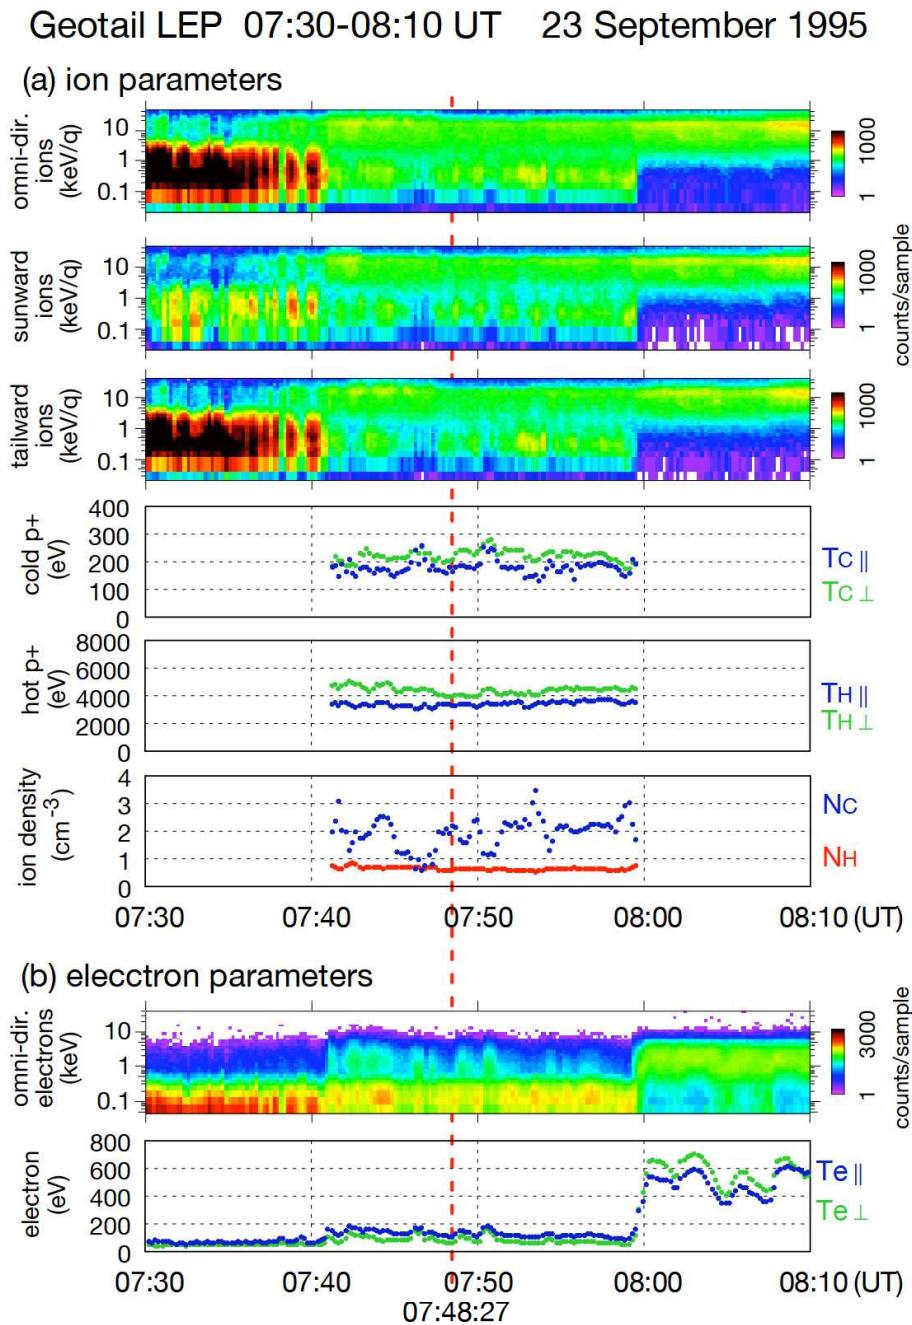 Geotail LEP 07:30-08:10 UT 23 September 1995
(a) ion parameters
omni-dir.
ions
(keV/q)
10
1
0.1
1000
1
sunward
ions
(keV/q)
10
1
0.1
1000
1
counts/sample
tailward
ions
(keV/q)
10
1
0.1
1000
1
cold p+
(eV)
400
300
200
100
0
TC ||
TC ⊥
hot p+
(eV)
8000
6000
4000
2000
0
TH ||
TH ⊥
ion density
(cm-3)
4
3
2
1
0
NC
NH
07:30 07:40 07:50 08:00 08:10 (UT)
(b) elecctron parameters
omni-dir.
electrons
(keV)
10
1
0.1
3000
1
counts/sample
electron
(eV)
800
600
400
200
0
Te ||
Te ⊥
07:30 07:40 07:50 08:00 08:10 (UT)
07:48:27